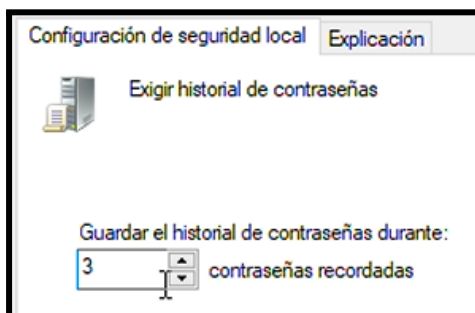 Configuración de seguridad local Explicación
Exigir historial de contraseñas
Guardar el historial de contraseñas durante:
3 contraseñas recordadas